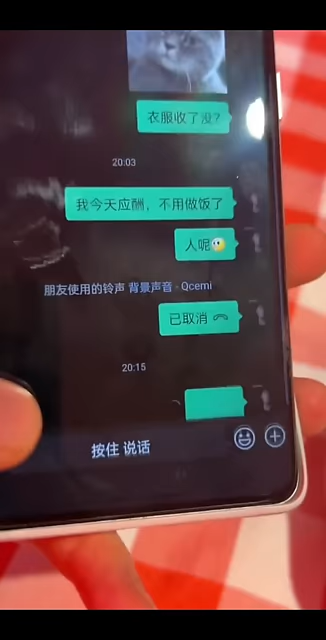 衣服收了没?
20:03
我今天应酬，不用做饭了
人呢🫢
朋友使用的铃声 背景声音 - Qcemi
已取消
20:15
按住 说话